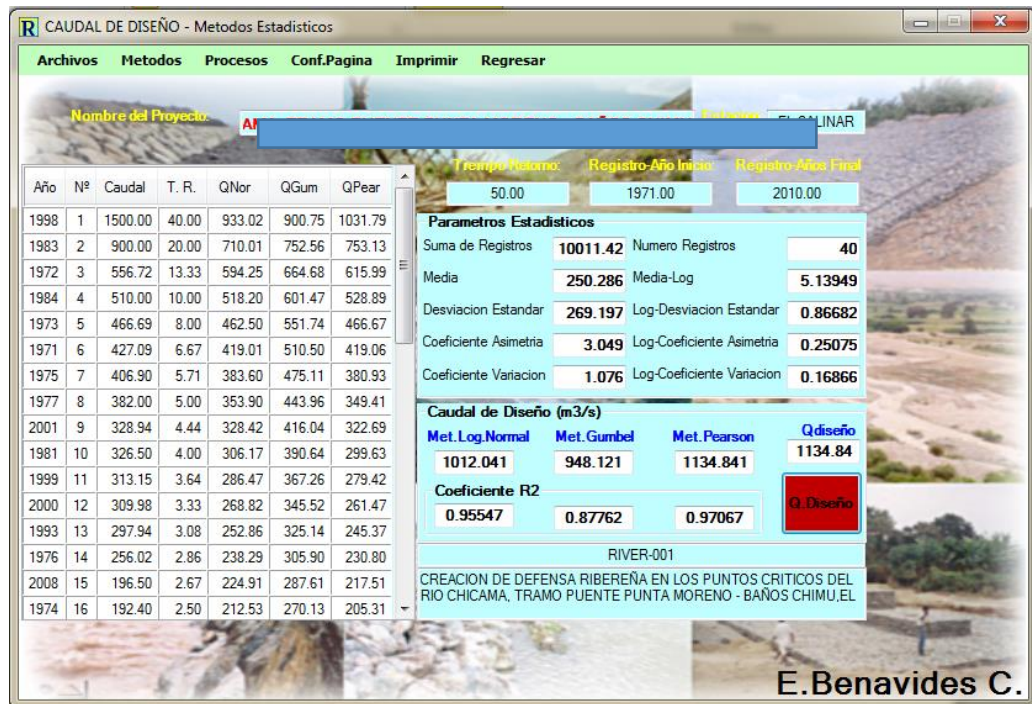 CAUDAL DE DISEÑO - Metodos Estadisticos
Archivos Metodos Procesos Conf.Pagina Imprimir Regresar
Nombre del Proyecto:
Tiempo Retorno: Registro-Año Inicio: Registro-Años Final
50.00 1971.00 2010.00
Año Nº Caudal T. R. QNor QGum QPear
1998 1 1500.00 40.00 933.02 900.75 1031.79
1983 2 900.00 20.00 710.01 752.56 753.13
1972 3 556.72 13.33 594.25 664.68 615.99
1984 4 510.00 10.00 518.20 601.47 528.89
1973 5 466.69 8.00 462.50 551.74 466.67
1971 6 427.09 6.67 419.01 510.50 419.06
1975 7 406.90 5.71 383.60 475.11 380.93
1977 8 382.00 5.00 353.90 443.96 349.41
2001 9 328.94 4.44 328.42 416.04 322.69
1981 10 326.50 4.00 306.17 390.64 299.63
1999 11 313.15 3.64 286.47 367.26 279.42
2000 12 309.98 3.33 268.82 345.52 261.47
1993 13 297.94 3.08 252.86 325.14 245.37
1976 14 256.02 2.86 238.29 305.90 230.80
2008 15 196.50 2.67 224.91 287.61 217.51
1974 16 192.40 2.50 212.53 270.13 205.31
Parametros Estadisticos
Suma de Registros 10011.42 Numero Registros 40
Media 250.286 Media-Log 5.13949
Desviacion Estandar 269.197 Log-Desviacion Estandar 0.86682
Coeficiente Asimetria 3.049 Log-Coeficiente Asimetria 0.25075
Coeficiente Variacion 1.076 Log-Coeficiente Variacion 0.16866
Caudal de Diseño (m3/s)
Met.Log.Normal Met.Gumbel Met.Pearson Qdiseño
1012.041 948.121 1134.841 1134.84
Coeficiente R2
0.95547 0.87762 0.97067
Q.Diseño
RIVER-001
CREACION DE DEFENSA RIBEREÑA EN LOS PUNTOS CRITICOS DEL
RIO CHICAMA, TRAMO PUENTE PUNTA MORENO - BAÑOS CHIMU,EL
E.Benavides C.